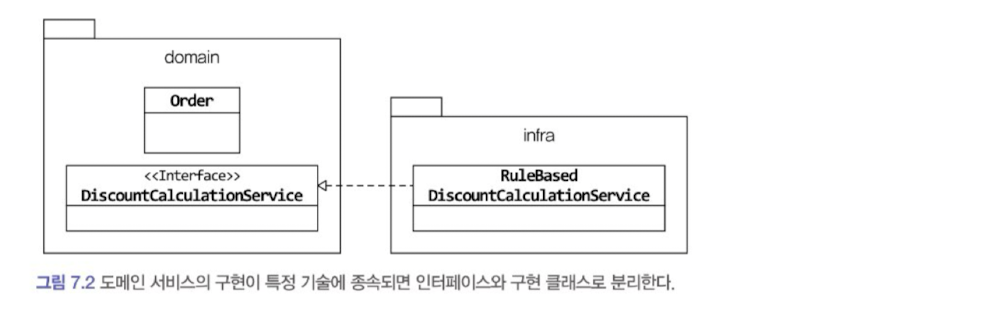 domain
Order
<<Interface>>
DiscountCalculationService
infra
RuleBased
DiscountCalculationService
그림 7.2 도메인 서비스의 구현이 특정 기술에 종속되면 인터페이스와 구현 클래스로 분리한다.